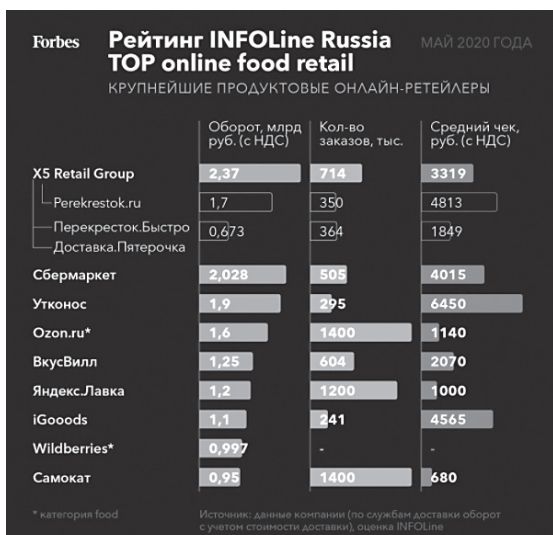 Forbes
Рейтинг INFOLine Russia
TOP online food retail
МАЙ 2020 ГОДА
КРУПНЕЙШИЕ ПРОДУКТОВЫЕ ОНЛАЙН-РЕТЕЙЛЕРЫ
Оборот, млрд руб. (с НДС) Кол-во заказов, тыс. Средний чек, руб. (с НДС)
X5 Retail Group 2,37 714 3319
Perekrestok.ru 1,7 350 4813
Перекресток.Быстро
Доставка.Пятерочка 0,673 364 1849
Сбермаркет 2,028 505 4015
Утконос 1,9 295 6450
Ozon.ru* 1,6 1400 1140
ВкусВилл 1,25 604 2070
Яндекс.Лавка 1,2 1200 1000
iGooods 1,1 241 4565
Wildberries* 0,997 - -
Самокат 0,95 1400 680
* категория food
Источник: данные компании (по службам доставки оборот
с учетом стоимости доставки), оценка INFOLine